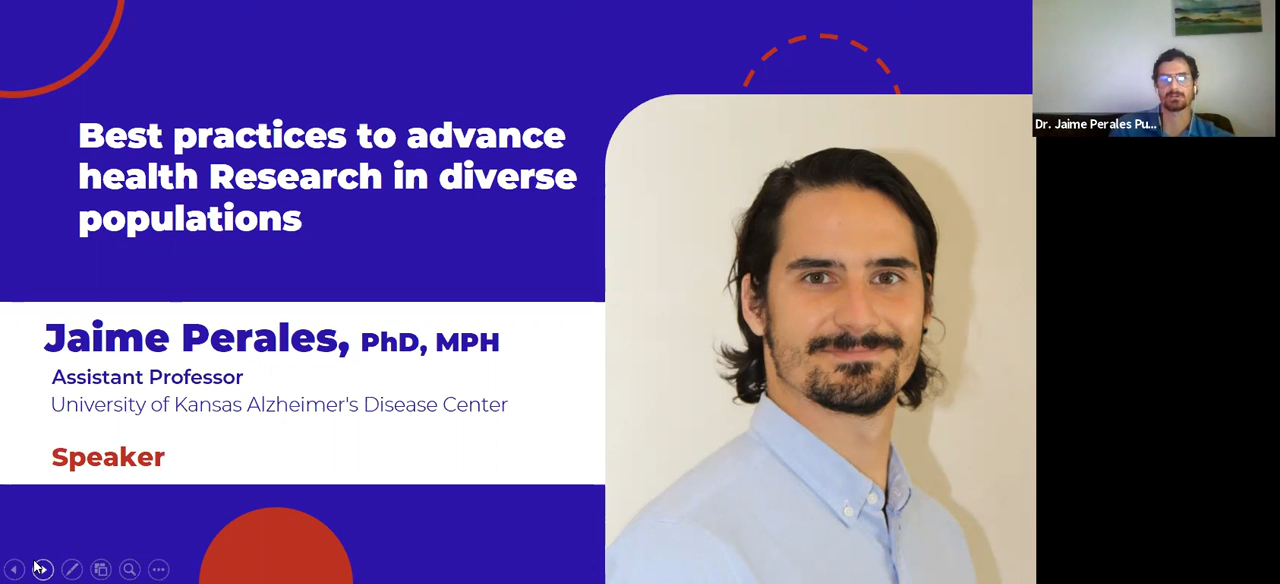 Best practices to advance
health Research in diverse
populations
Jaime Perales, PhD, MPH
Assistant Professor
University of Kansas Alzheimer's Disease Center
Speaker
Dr. Jaime Perales Pu...